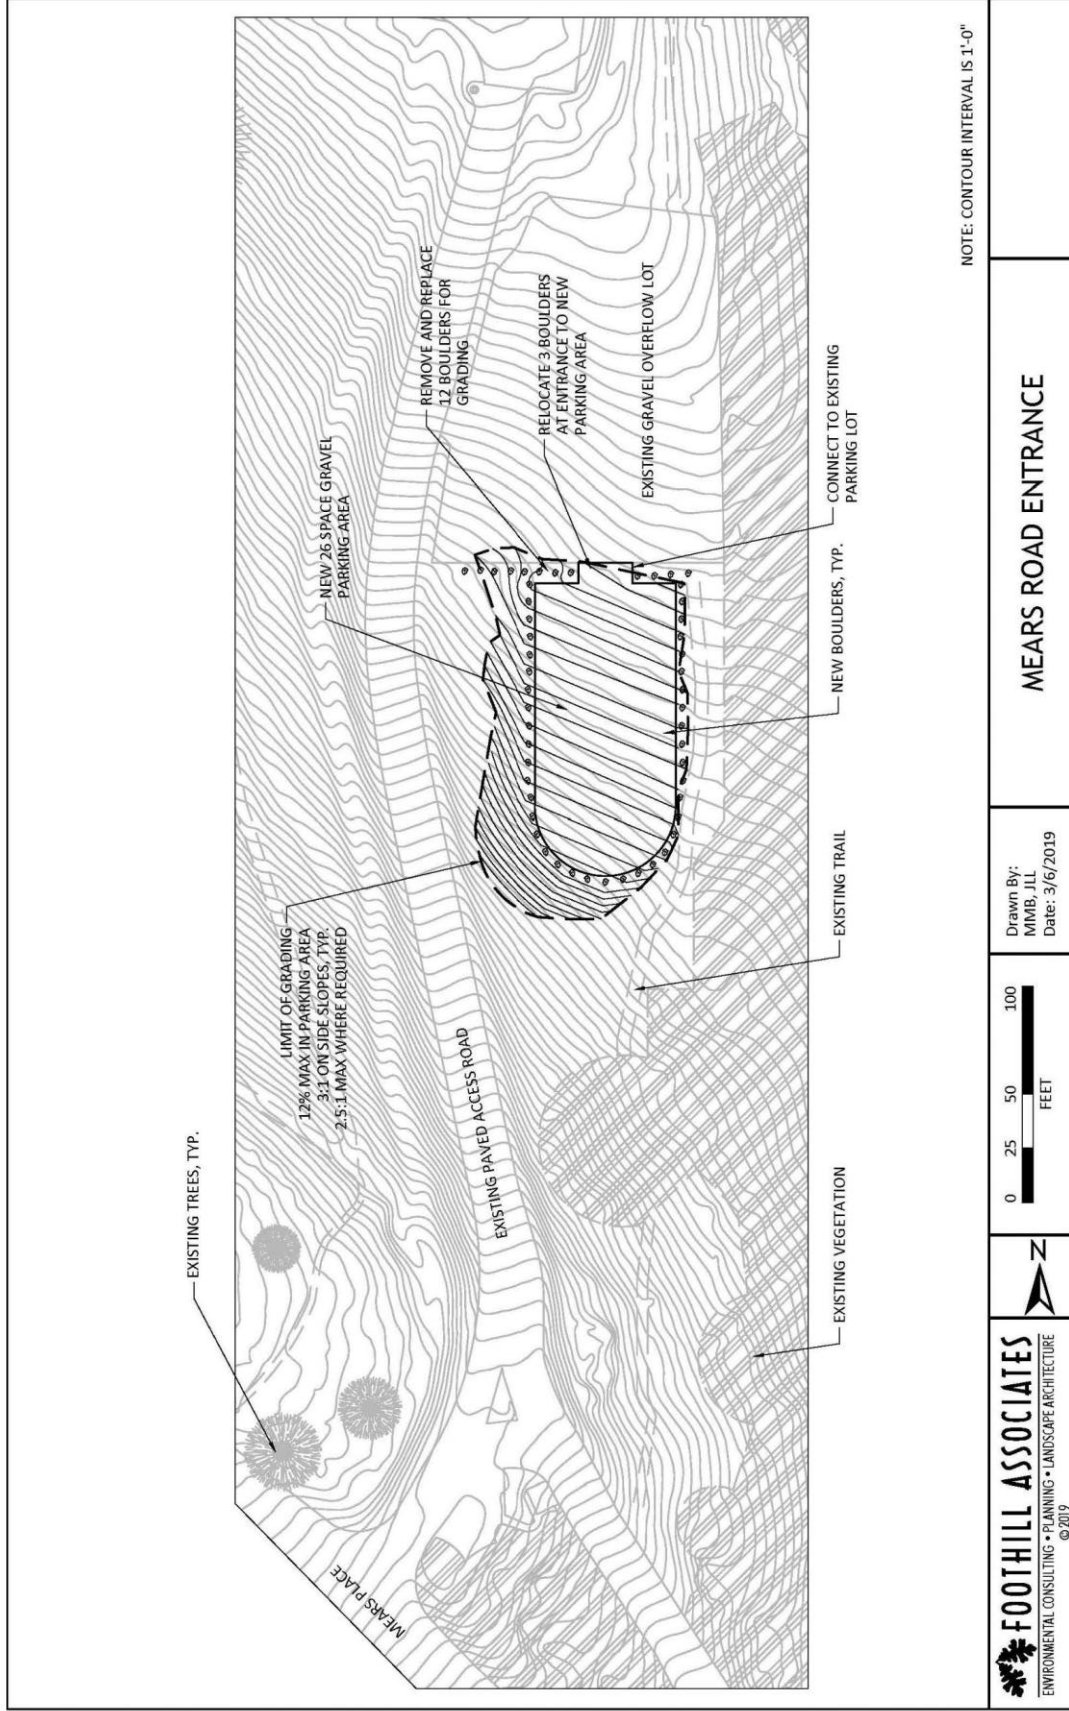 EXISTING TREES, TYP.
LIMIT OF GRADING
12% MAX IN PARKING AREA
3:1 ON SIDE SLOPES, TYP.
2.5:1 MAX WHERE REQUIRED
NEW 26 SPACE GRAVEL
PARKING AREA
REMOVE AND REPLACE
12 BOULDERS FOR
GRADING
RELOCATE 3 BOULDERS
AT ENTRANCE TO NEW
PARKING AREA
EXISTING GRAVEL OVERFLOW LOT
MEARS PLACE
EXISTING PAVED ACCESS ROAD
EXISTING VEGETATION
EXISTING TRAIL
NEW BOULDERS, TYP.
CONNECT TO EXISTING
PARKING LOT
NOTE: CONTOUR INTERVAL IS 1'-0"
FOOTHILL ASSOCIATES
ENVIRONMENTAL CONSULTING • PLANNING • LANDSCAPE ARCHITECTURE
© 2019
N
0 25 50 100
FEET
Drawn By:
MMB, JLL
Date: 3/6/2019
MEARS ROAD ENTRANCE